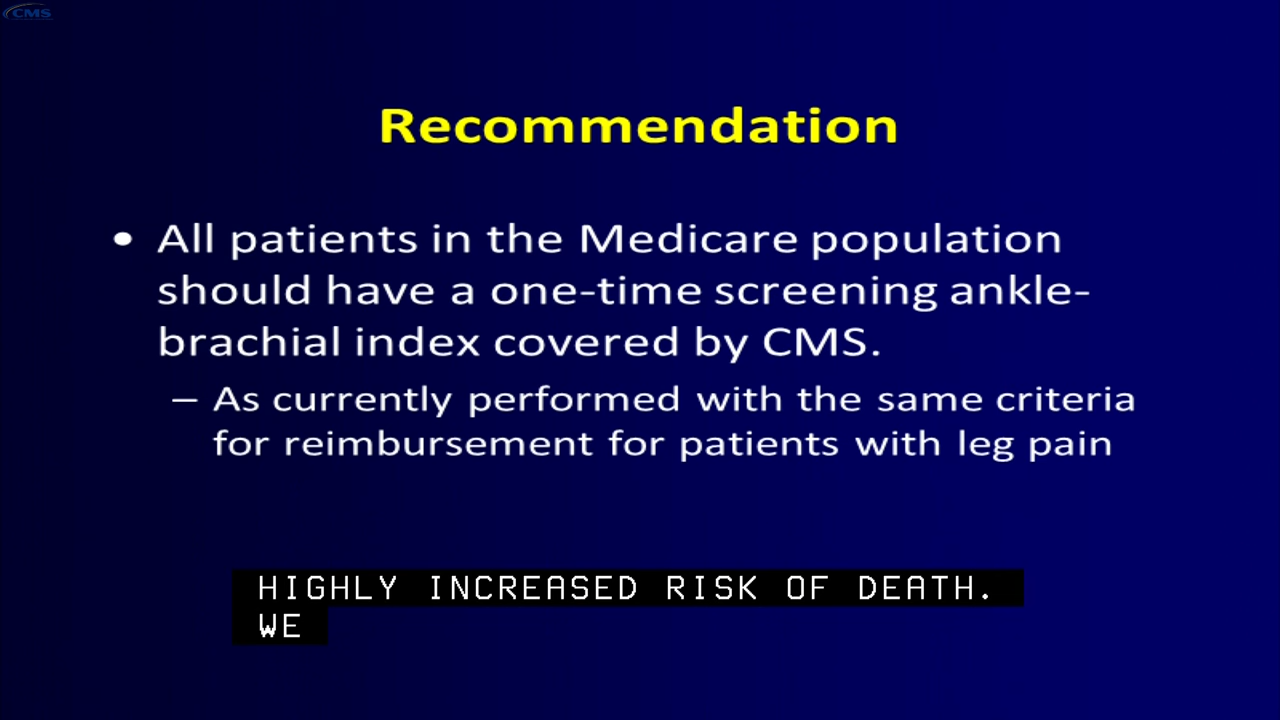 CMS
Recommendation
• All patients in the Medicare population
should have a one-time screening ankle-
brachial index covered by CMS.
– As currently performed with the same criteria
for reimbursement for patients with leg pain
HIGHLY INCREASED RISK OF DEATH.
WE